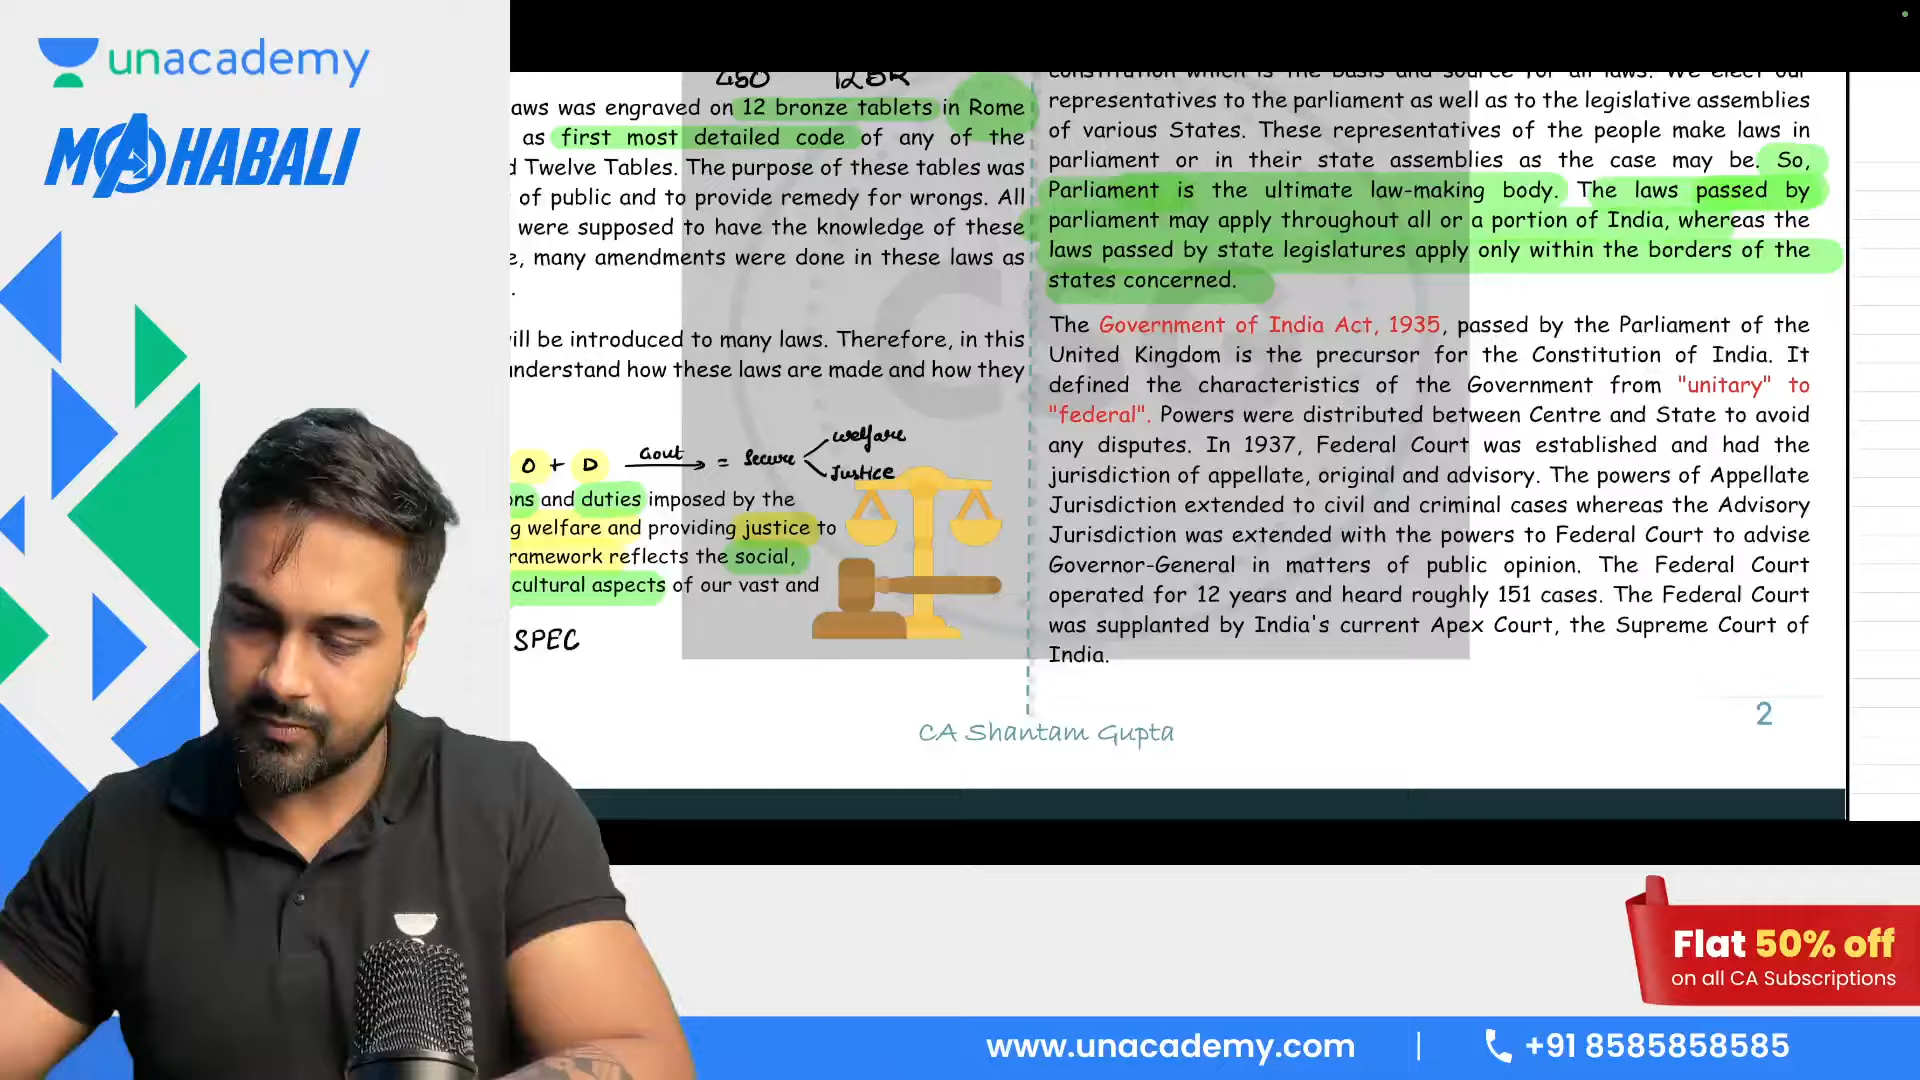 unacademy
MAHABALI
450 12BR
aws was engraved on 12 bronze tablets in Rome
as first most detailed code of any of the
d Twelve Tables. The purpose of these tables was
of public and to provide remedy for wrongs. All
were supposed to have the knowledge of these
e, many amendments were done in these laws as
.
ill be introduced to many laws. Therefore, in this
understand how these laws are made and how they
O + D Govt = Secure welfare
Justice
ons and duties imposed by the
g welfare and providing justice to
ramework reflects the social,
cultural aspects of our vast and
SPEC
constitution which is the basis and source for all laws. We elect our
representatives to the parliament as well as to the legislative assemblies
of various States. These representatives of the people make laws in
parliament or in their state assemblies as the case may be. So,
Parliament is the ultimate law-making body. The laws passed by
parliament may apply throughout all or a portion of India, whereas the
laws passed by state legislatures apply only within the borders of the
states concerned.
The Government of India Act, 1935, passed by the Parliament of the
United Kingdom is the precursor for the Constitution of India. It
defined the characteristics of the Government from "unitary" to
"federal". Powers were distributed between Centre and State to avoid
any disputes. In 1937, Federal Court was established and had the
jurisdiction of appellate, original and advisory. The powers of Appellate
Jurisdiction extended to civil and criminal cases whereas the Advisory
Jurisdiction was extended with the powers to Federal Court to advise
Governor-General in matters of public opinion. The Federal Court
operated for 12 years and heard roughly 151 cases. The Federal Court
was supplanted by India's current Apex Court, the Supreme Court of
India.
2
CA Shantam Gupta
Flat 50% off
on all CA Subscriptions
www.unacademy.com | +91 8585858585